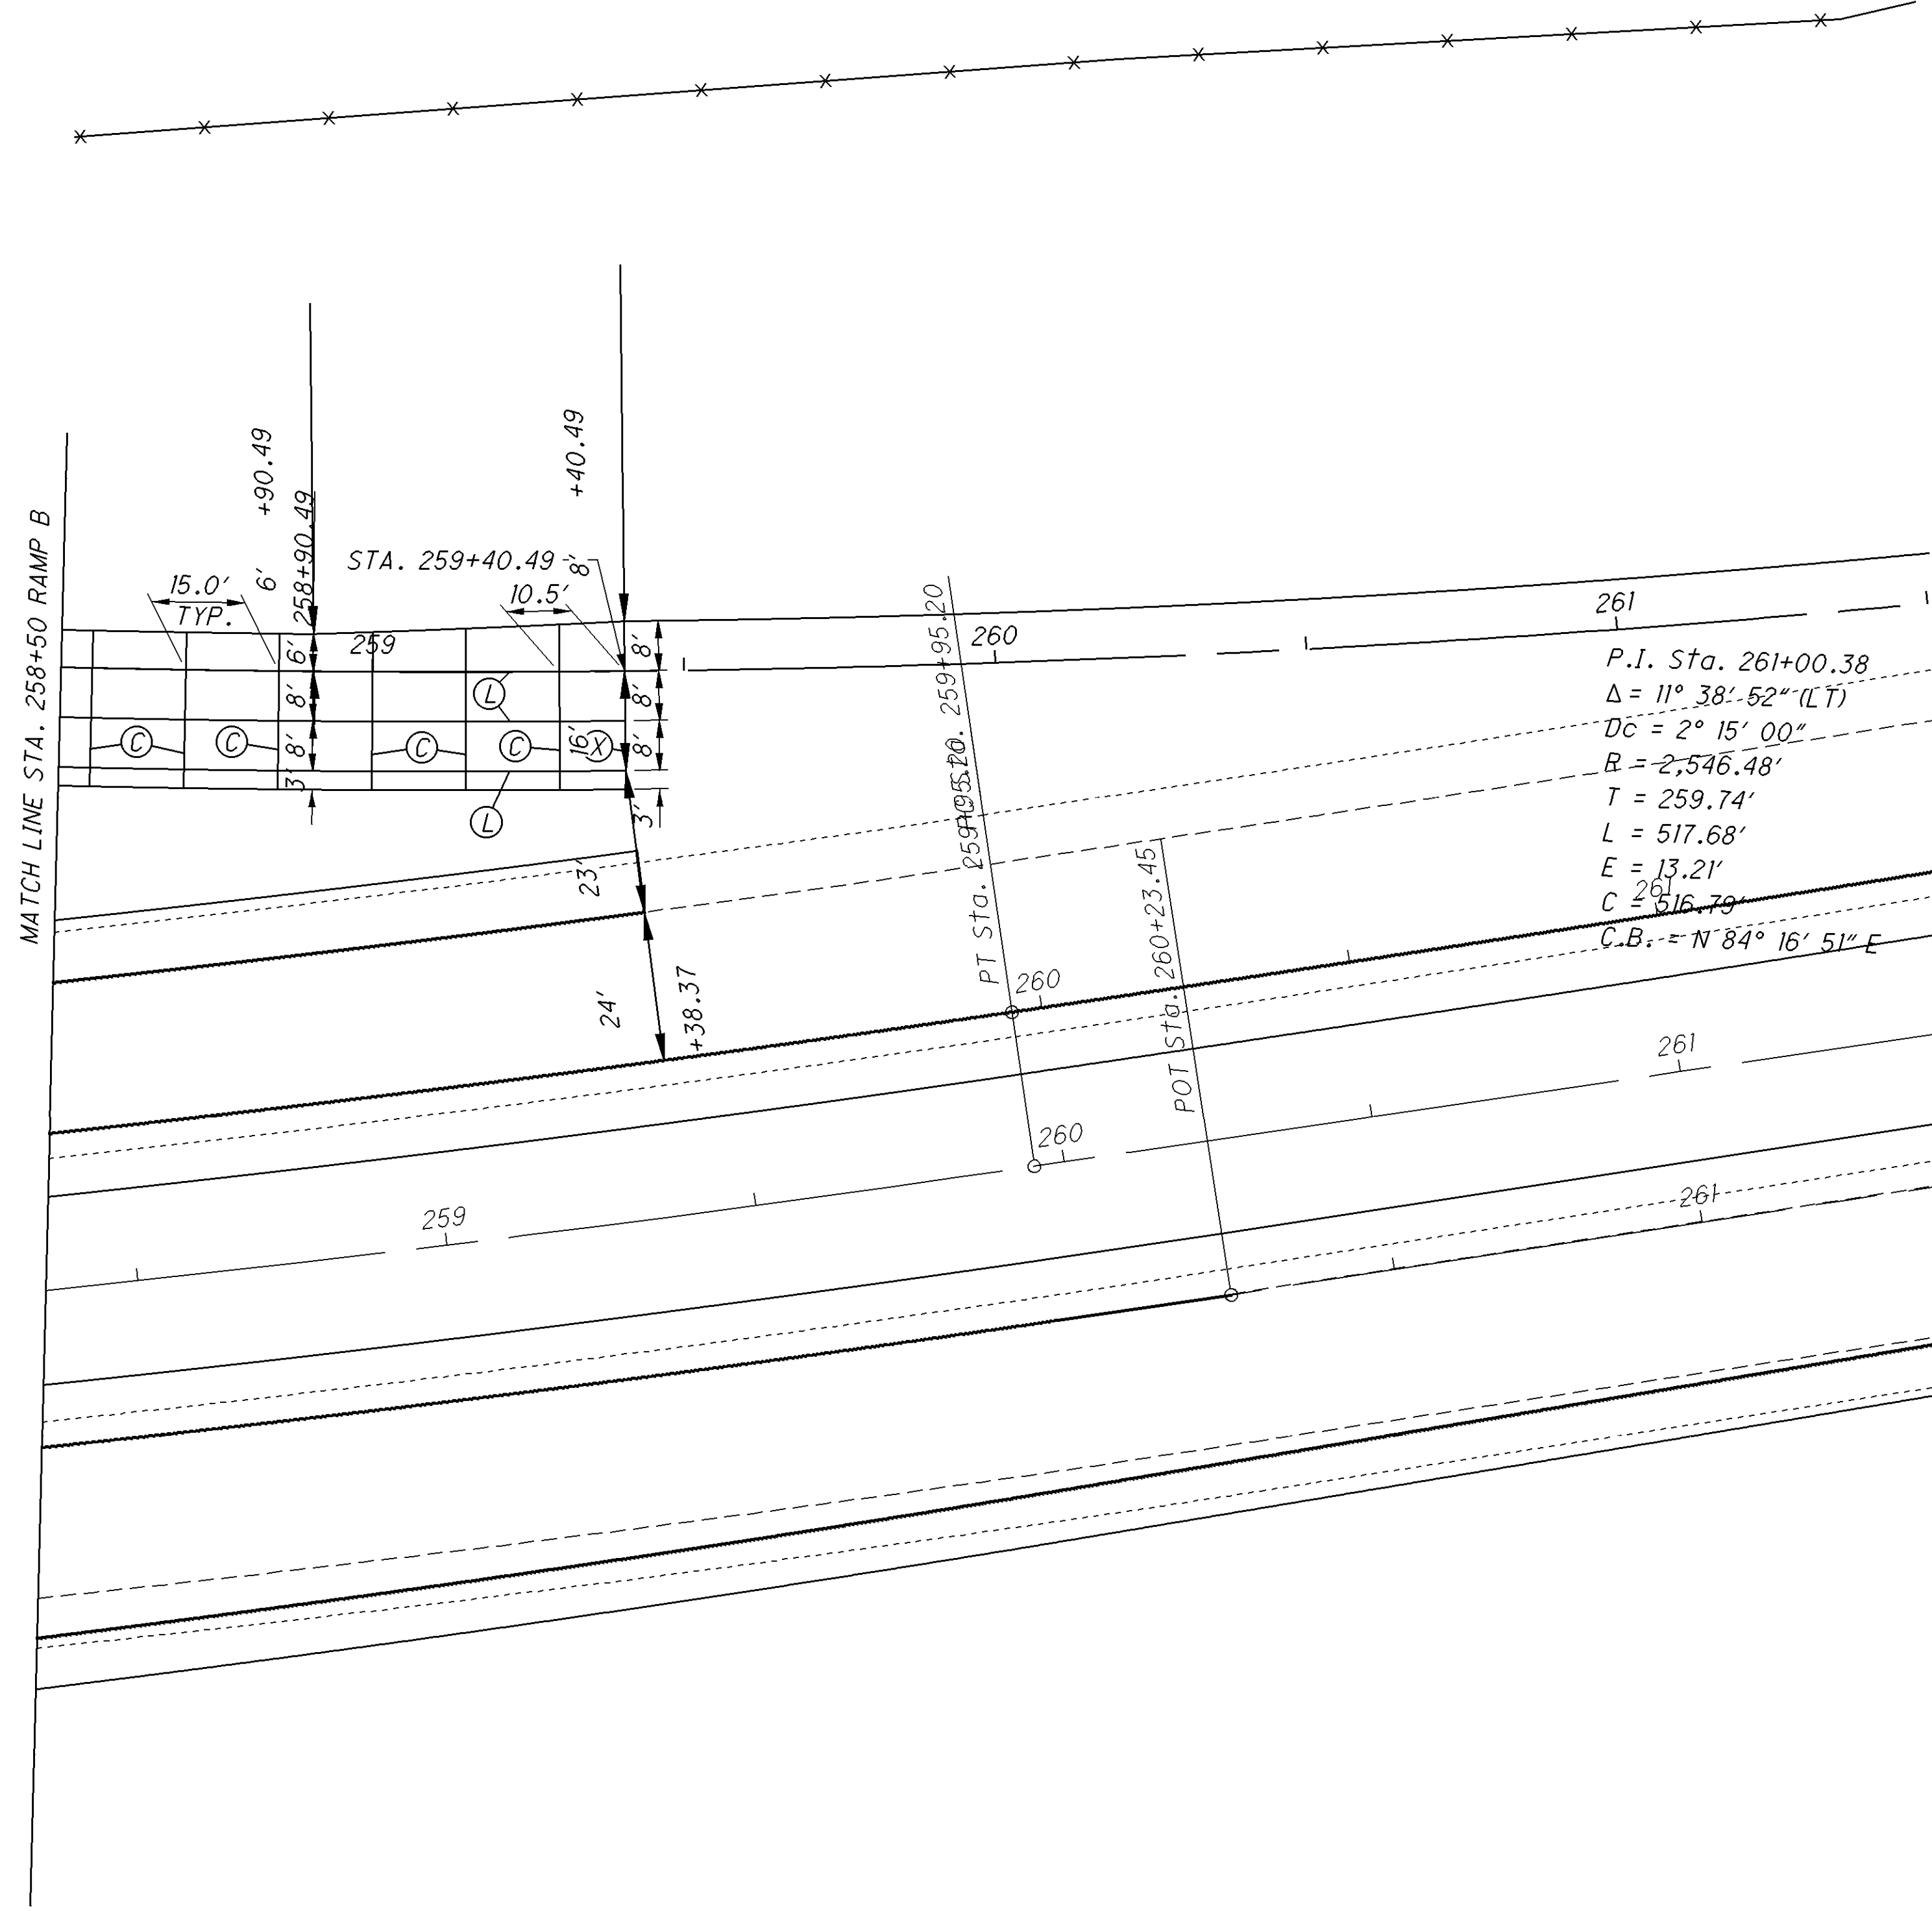 MATCH LINE STA. 258+50 RAMP B
+90.49
6'
258+90.49
+40.49
8'
STA. 259+40.49
15.0'
TYP.
10.5'
259
6'
8'
8'
3'
8'
8'
8'
3'
16'
L
C
C
C
C
X
L
23'
24'
+38.37
260
261
PT Sta. 259+95.20
259+95.20
POT Sta. 260+23.45
P.I. Sta. 261+00.38
Δ = 11° 38' 52" (LT)
Dc = 2° 15' 00"
R = 2,546.48'
T = 259.74'
L = 517.68'
E = 13.21'
C = 516.79'
C.B. = N 84° 16' 51" E
260
261
259
260
261
261